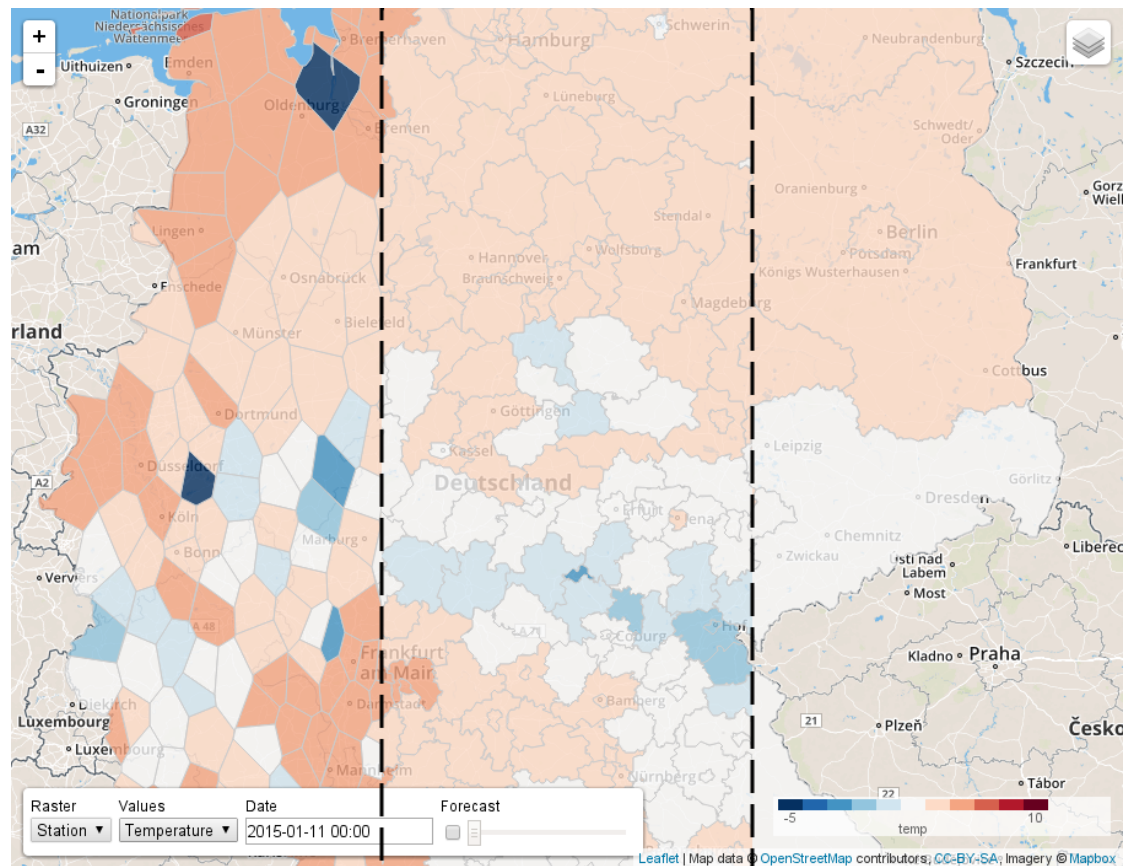 Nationalpark
Niedersächsisches
Wattenmeer
+
-
Uithuizen
Emden
Bremerhaven
Hamburg
Schwerin
Neubrandenburg
Szczecin
Groningen
Oldenburg
Lüneburg
A32
Bremen
Schwedt/
Oder
Oranienburg
Gorz
Wiell
Lingen
Stendal
Berlin
am
Hannover
Wolfsburg
Potsdam
Osnabrück
Braunschweig
Königs Wusterhausen
Frankfurt
Enschede
Magdeburg
rland
Münster
Bielefeld
Cottbus
Dortmund
Göttingen
Leipzig
Kassel
Düsseldorf
A2
Deutschland
Görlitz
Dresden
Köln
Erfurt
Jena
Chemnitz
Marburg
Bonn
Zwickau
Liberec
Ústí nad
Labem
Verviers
Most
A 48
Coburg
Hof
A 71
Frankfurt
am Main
Kladno
Praha
Diekirch
Darmstadt
Bamberg
Luxembourg
21
Plzeň
Česko
Luxembourg
Mannheim
Nürnberg
Tábor
22
Raster
Values
Date
Forecast
Station ▼
Temperature ▼
2015-01-11 00:00
-5
10
temp
Leaflet | Map data © OpenStreetMap contributors, CC-BY-SA, Imagery © Mapbox